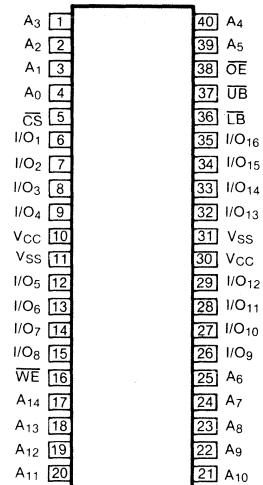 A3 1 40 A4
A2 2 39 A5
A1 3 38 OE
A0 4 37 UB
CS 5 36 LB
I/O1 6 35 I/O16
I/O2 7 34 I/O15
I/O3 8 33 I/O14
I/O4 9 32 I/O13
VCC 10 31 VSS
VSS 11 30 VCC
I/O5 12 29 I/O12
I/O6 13 28 I/O11
I/O7 14 27 I/O10
I/O8 15 26 I/O9
WE 16 25 A6
A14 17 24 A7
A13 18 23 A8
A12 19 22 A9
A11 20 21 A10